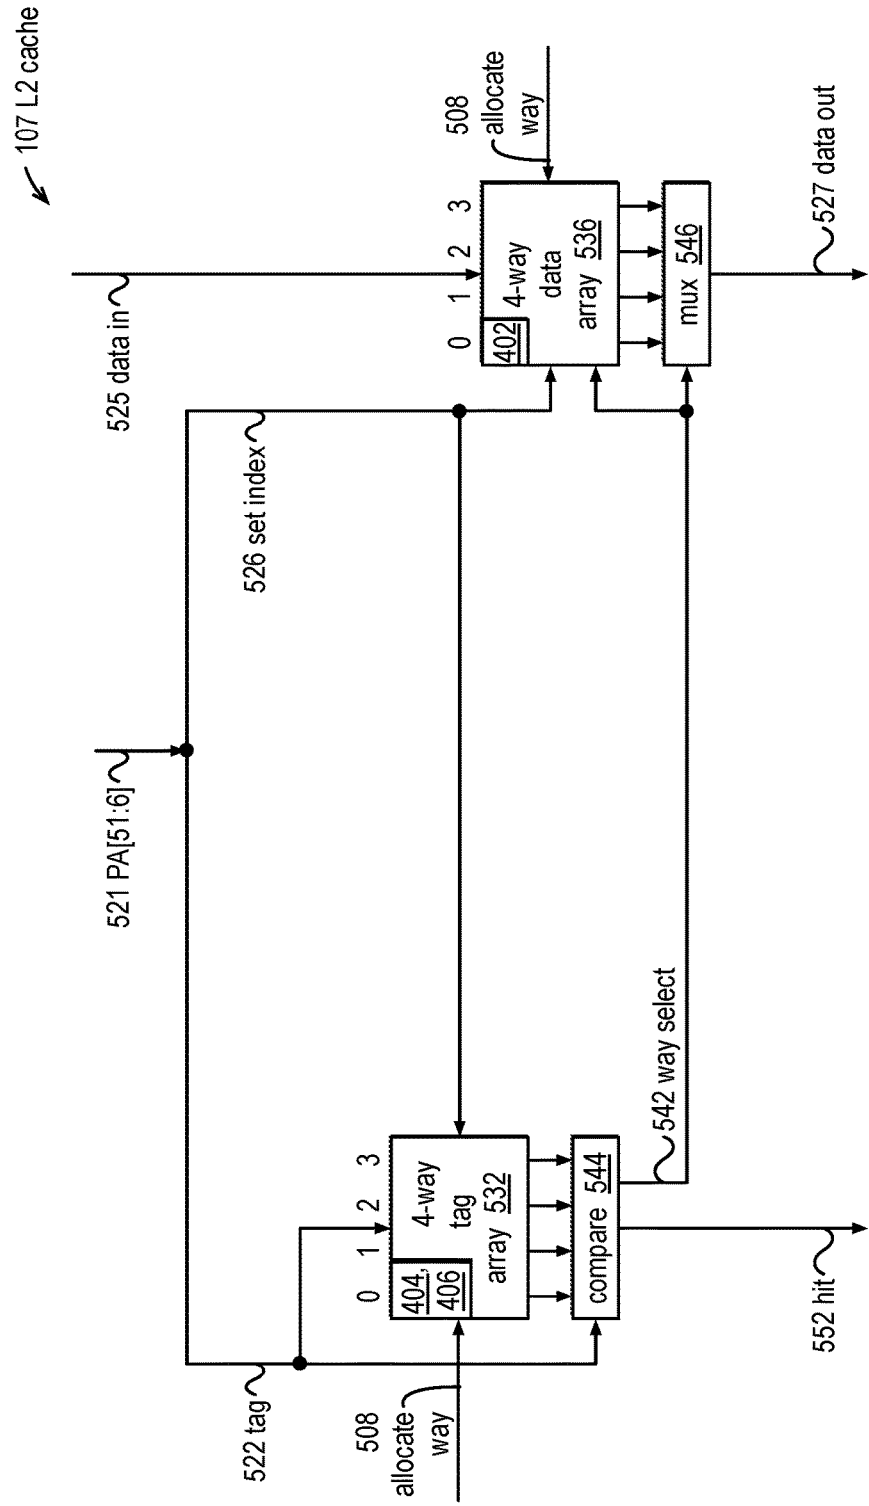 107 L2 cache
525 data in
508
allocate
way
0 1 2 3
402
4-way
data
array 536
mux 546
527 data out
526 set index
521 PA[51:6]
542 way select
0 1 2 3
404,
406
4-way
tag
array 532
compare 544
552 hit
522 tag
508
allocate
way